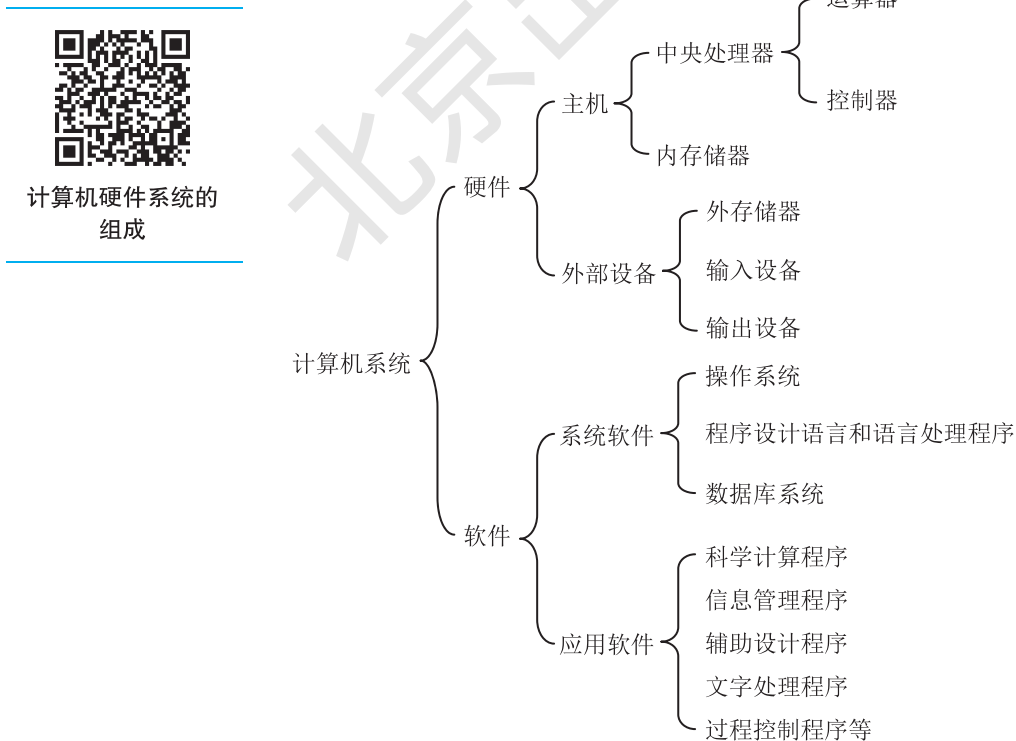 计算机硬件系统的
组成
运算器
中央处理器
控制器
主机
内存储器
硬件
外存储器
外部设备
输入设备
输出设备
计算机系统
操作系统
系统软件
程序设计语言和语言处理程序
数据库系统
软件
科学计算程序
信息管理程序
应用软件
辅助设计程序
文字处理程序
过程控制程序等
北京